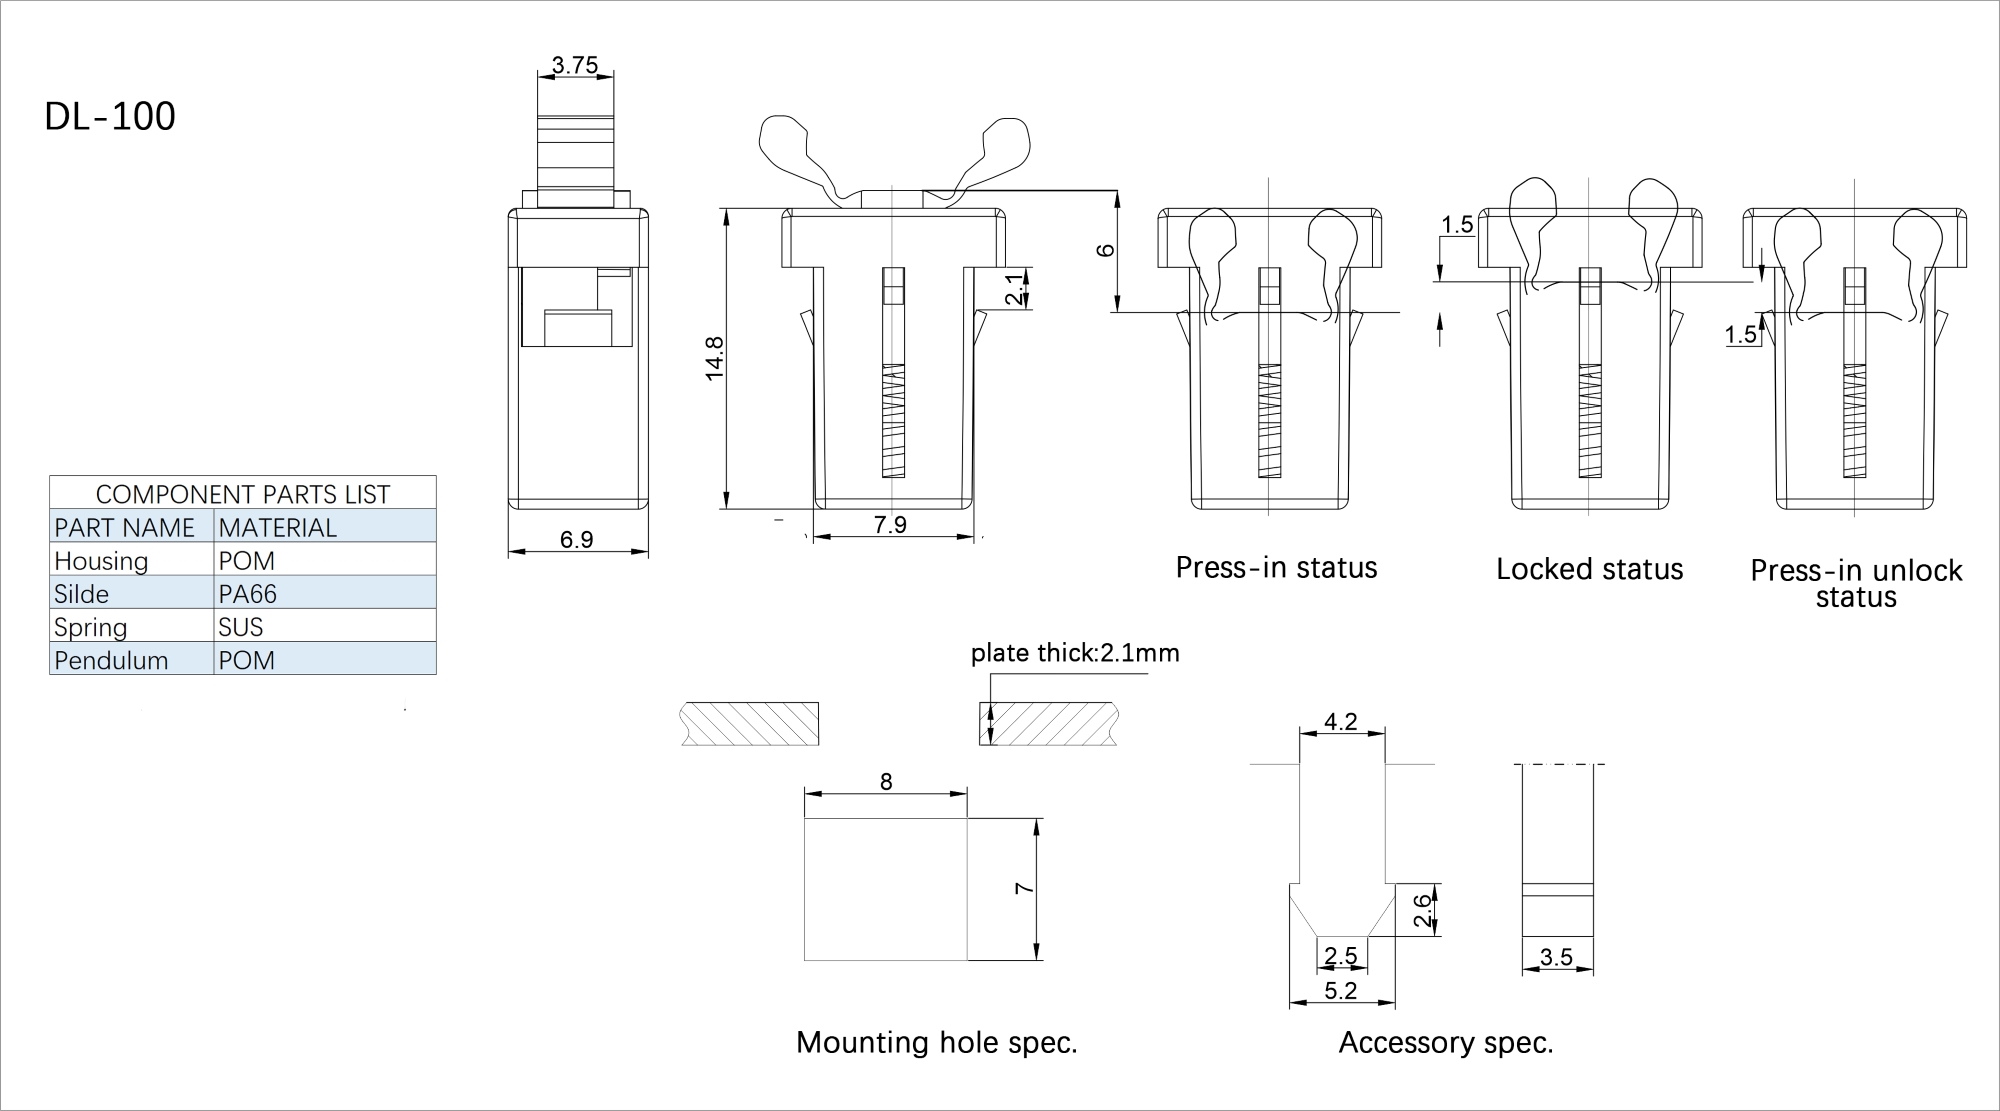 DL-100
3.75
6.9
14.8
7.9
2.1
6
1.5
1.5
Press-in status
Locked status
Press-in unlock
status
COMPONENT PARTS LIST
PART NAME MATERIAL
Housing POM
Silde PA66
Spring SUS
Pendulum POM
plate thick:2.1mm
8
7
4.2
2.6
2.5
5.2
3.5
Mounting hole spec.
Accessory spec.